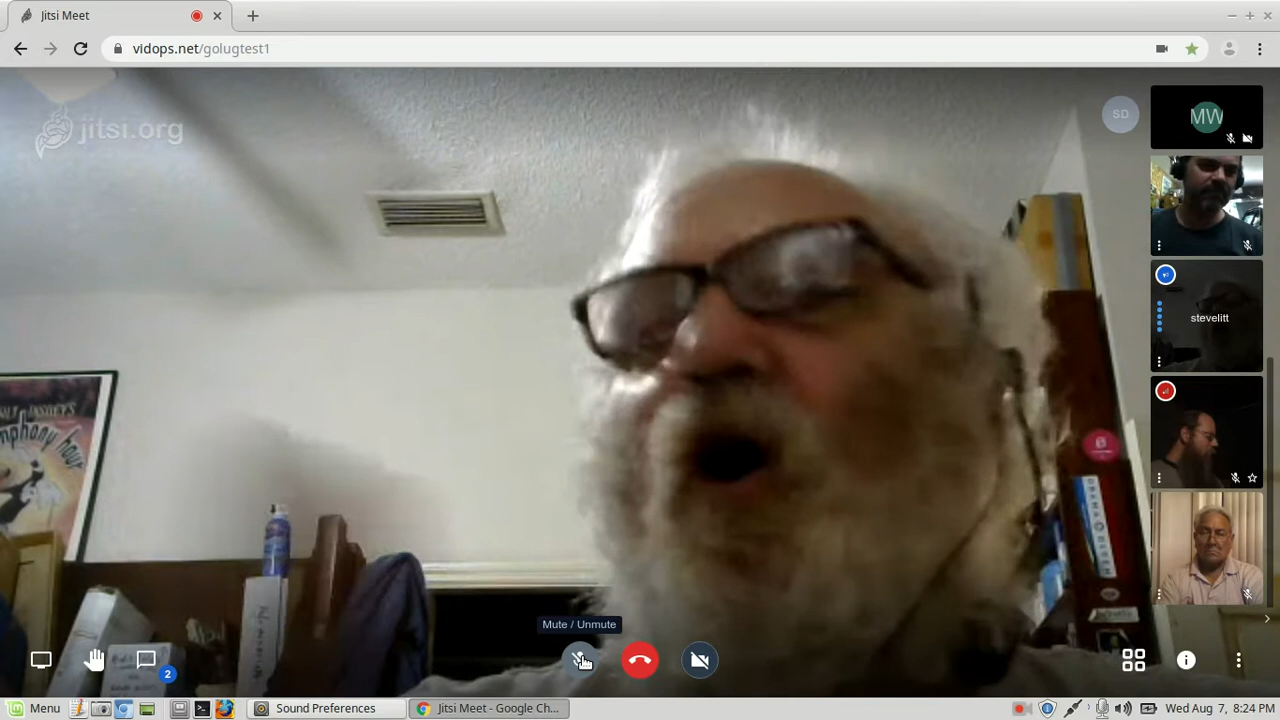 Jitsi Meet
vidops.net/golugtest1
jitsi.org
SD
MW
stevelitt
Mute / Unmute
2
Menu
Sound Preferences
Jitsi Meet - Google Ch...
Wed Aug 7, 8:24 PM